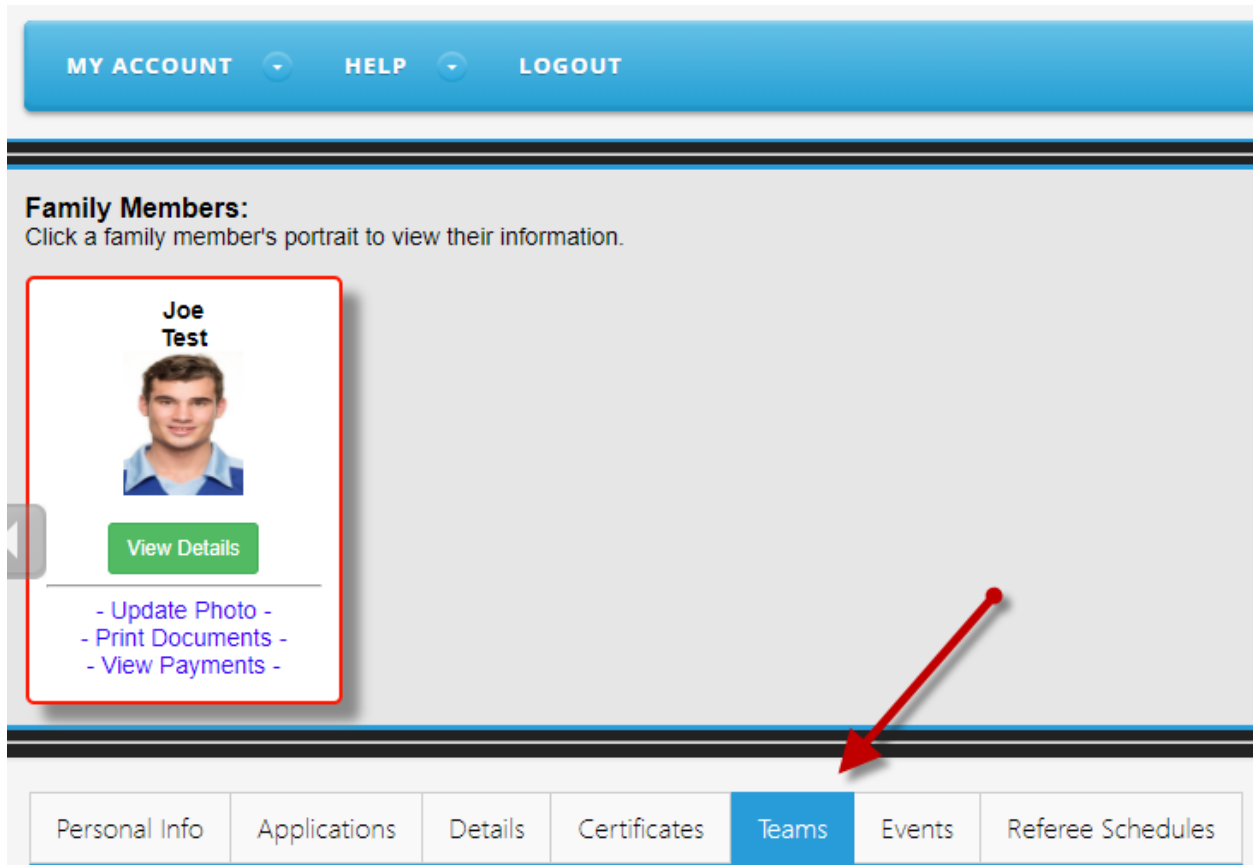 MY ACCOUNT HELP LOGOUT
Family Members:
Click a family member's portrait to view their information.
Joe
Test
View Details
- Update Photo -
- Print Documents -
- View Payments -
Personal Info Applications Details Certificates Teams Events Referee Schedules